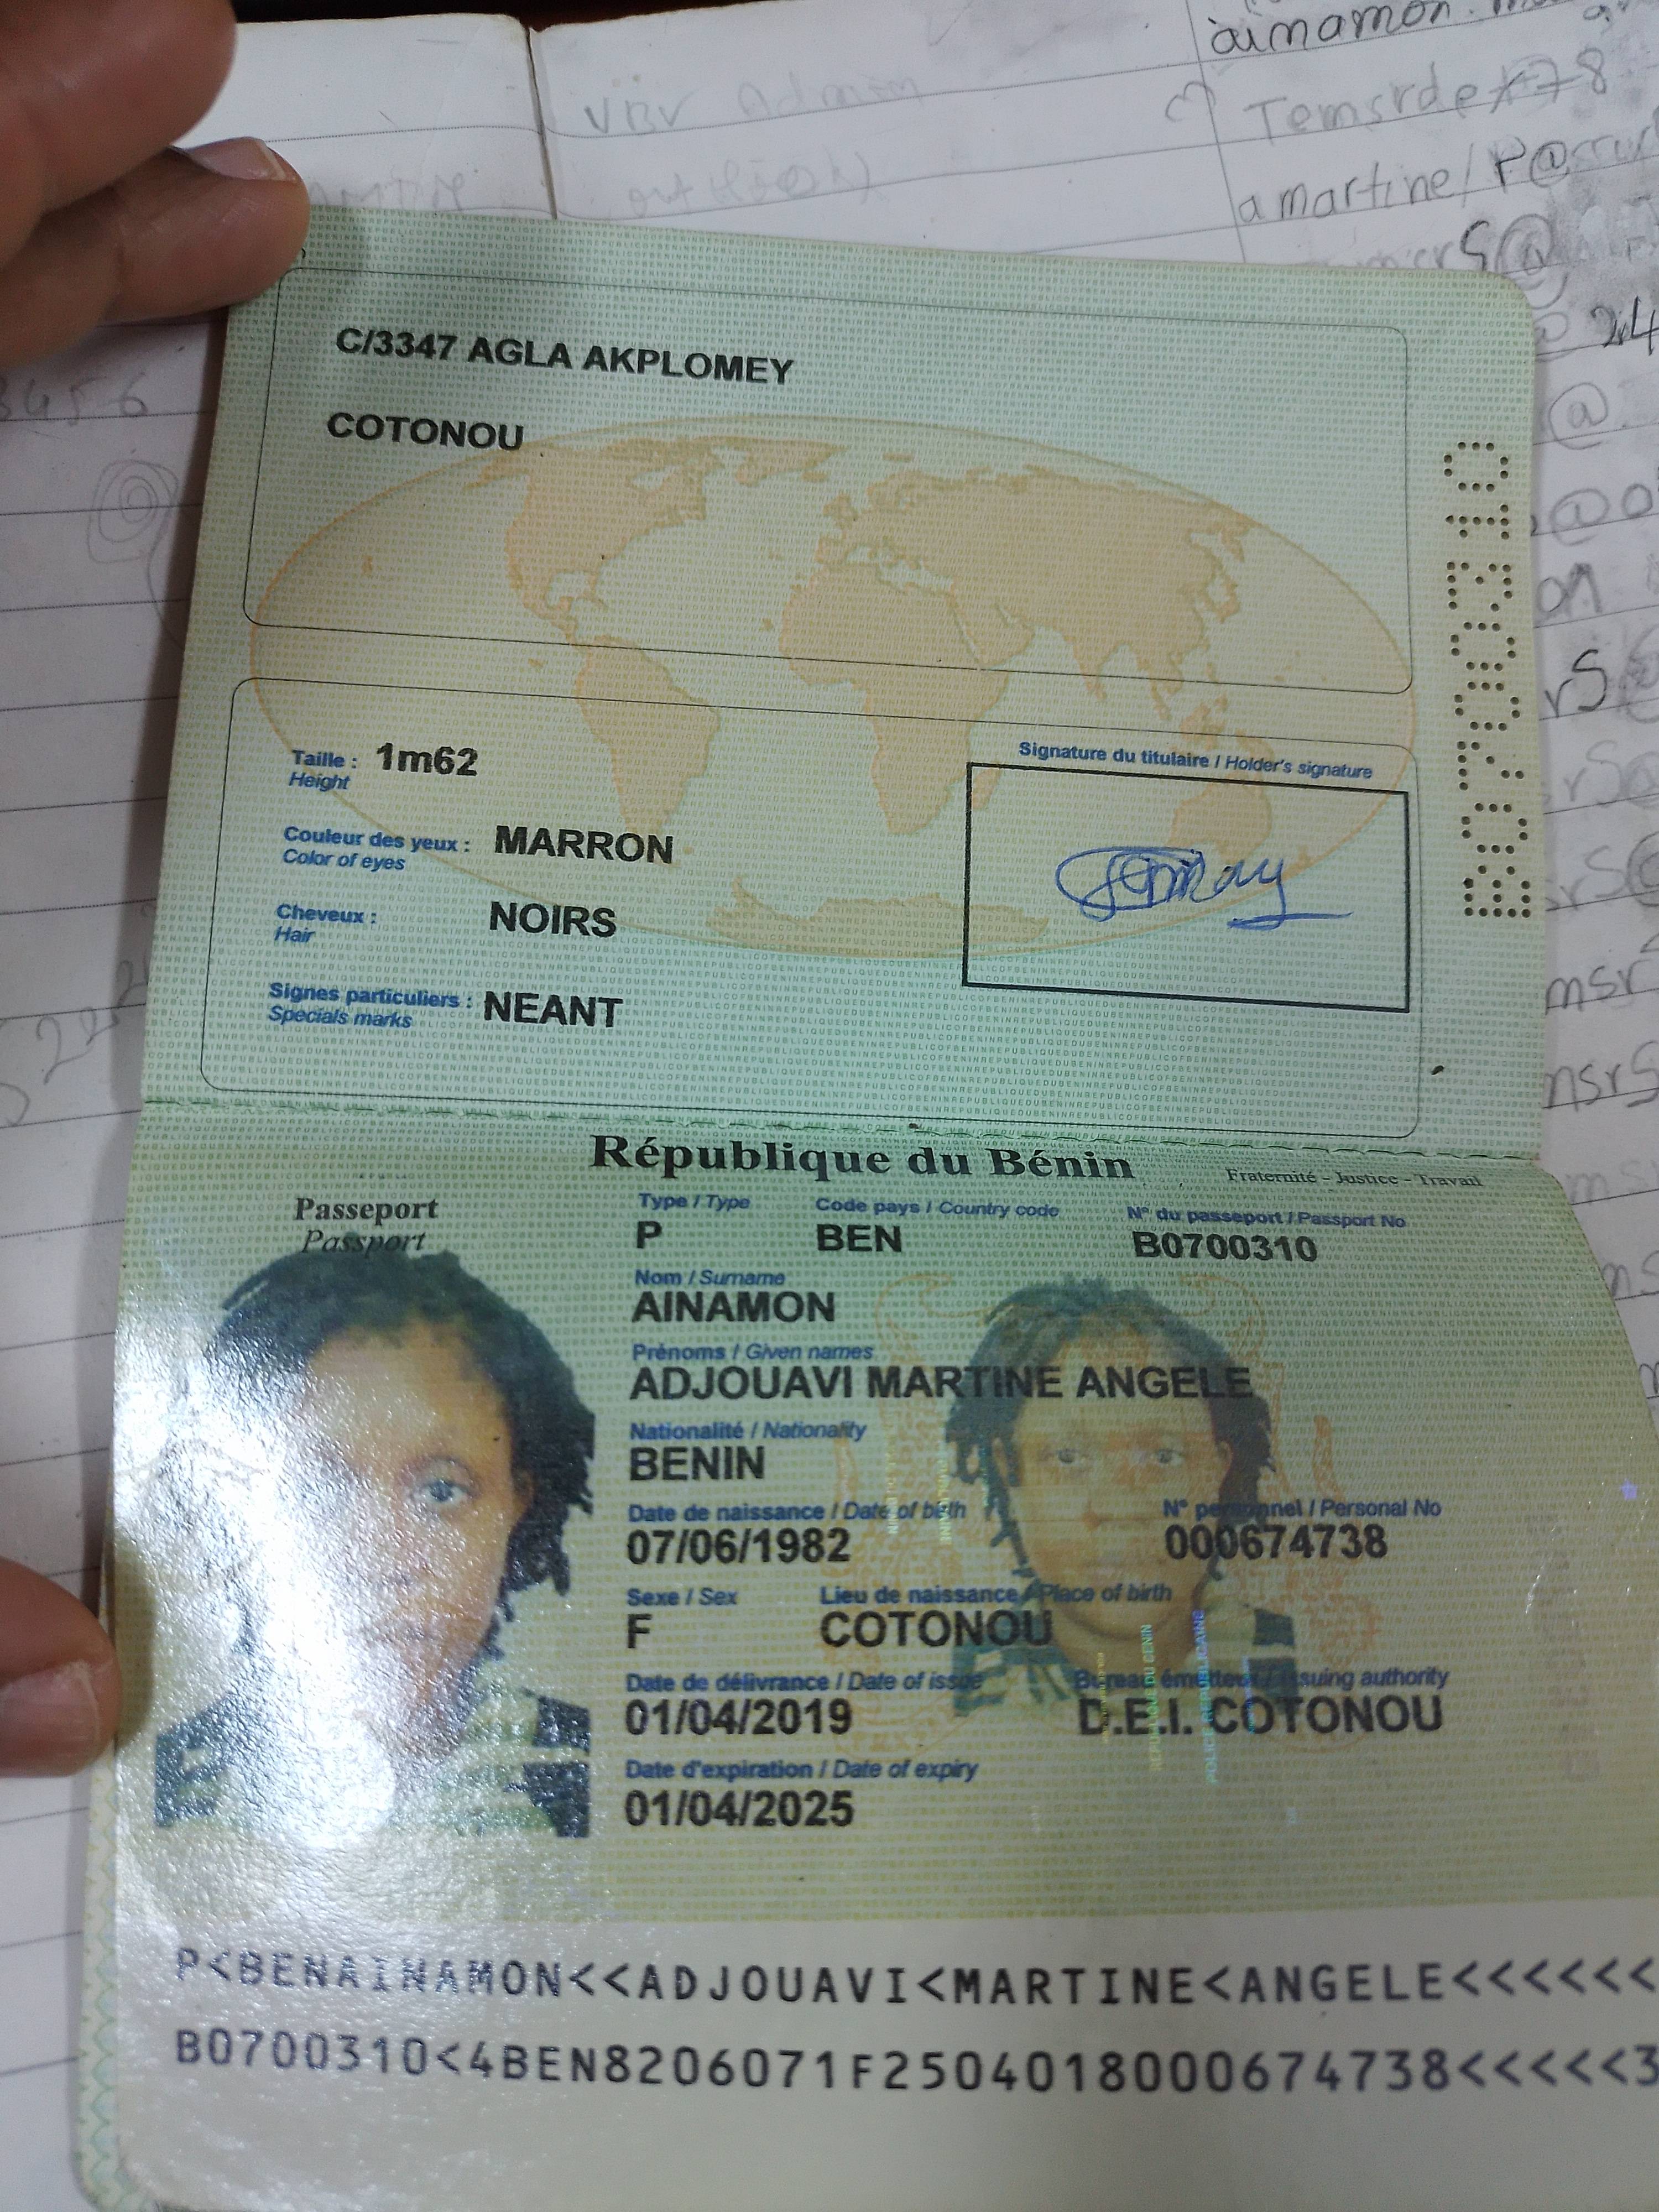 ainamon.
Temsrdex78
amartine/P@ssw
C/3347 AGLA AKPLOMEY
COTONOU
Taille : 1m62
Height
Couleur des yeux : MARRON
Color of eyes
Cheveux : NOIRS
Hair
Signes particuliers : NEANT
Specials marks
Signature du titulaire / Holder's signature
B0700310
République du Bénin
Fraternité - Justice - Travail
Passeport
Passport
Type / Type Code pays / Country code N° du passeport / Passport No
P BEN B0700310
Nom / Surname
AINAMON
Prénoms / Given names
ADJOUAVI MARTINE ANGELE
Nationalité / Nationality
BENIN
Date de naissance / Date of birth N° personnel / Personal No
07/06/1982 000674738
Sexe / Sex Lieu de naissance / Place of birth
F COTONOU
Date de délivrance / Date of issue Bureau émetteur / Issuing authority
01/04/2019 D.E.I. COTONOU
Date d'expiration / Date of expiry
01/04/2025
P<BENAINAMON<<ADJOUAVI<MARTINE<ANGELE<<<<<<
B0700310<4BEN8206071F2504018000674738<<<<<3